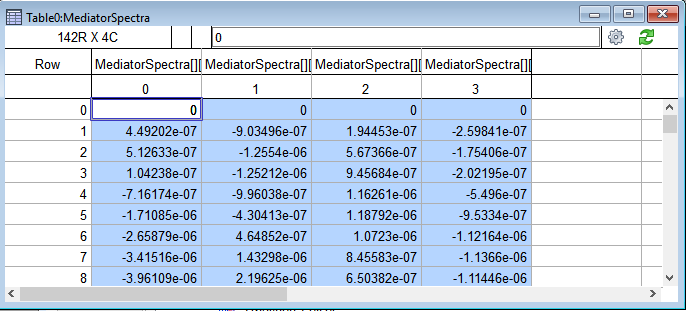 Table0:MediatorSpectra
142R X 4C 0
Row MediatorSpectra[][ MediatorSpectra[][ MediatorSpectra[][ MediatorSpectra[][
0 1 2 3
0 0 0 0 0
1 4.49202e-07 -9.03496e-07 1.94453e-07 -2.59841e-07
2 5.12633e-07 -1.2554e-06 5.67366e-07 -1.75406e-07
3 1.04238e-07 -1.25212e-06 9.45684e-07 -2.02195e-07
4 -7.16174e-07 -9.96038e-07 1.16261e-06 -5.496e-07
5 -1.71085e-06 -4.30413e-07 1.18792e-06 -9.5334e-07
6 -2.65879e-06 4.64852e-07 1.0723e-06 -1.12164e-06
7 -3.41516e-06 1.43298e-06 8.45583e-07 -1.1366e-06
8 -3.96109e-06 2.19625e-06 6.50382e-07 -1.11446e-06